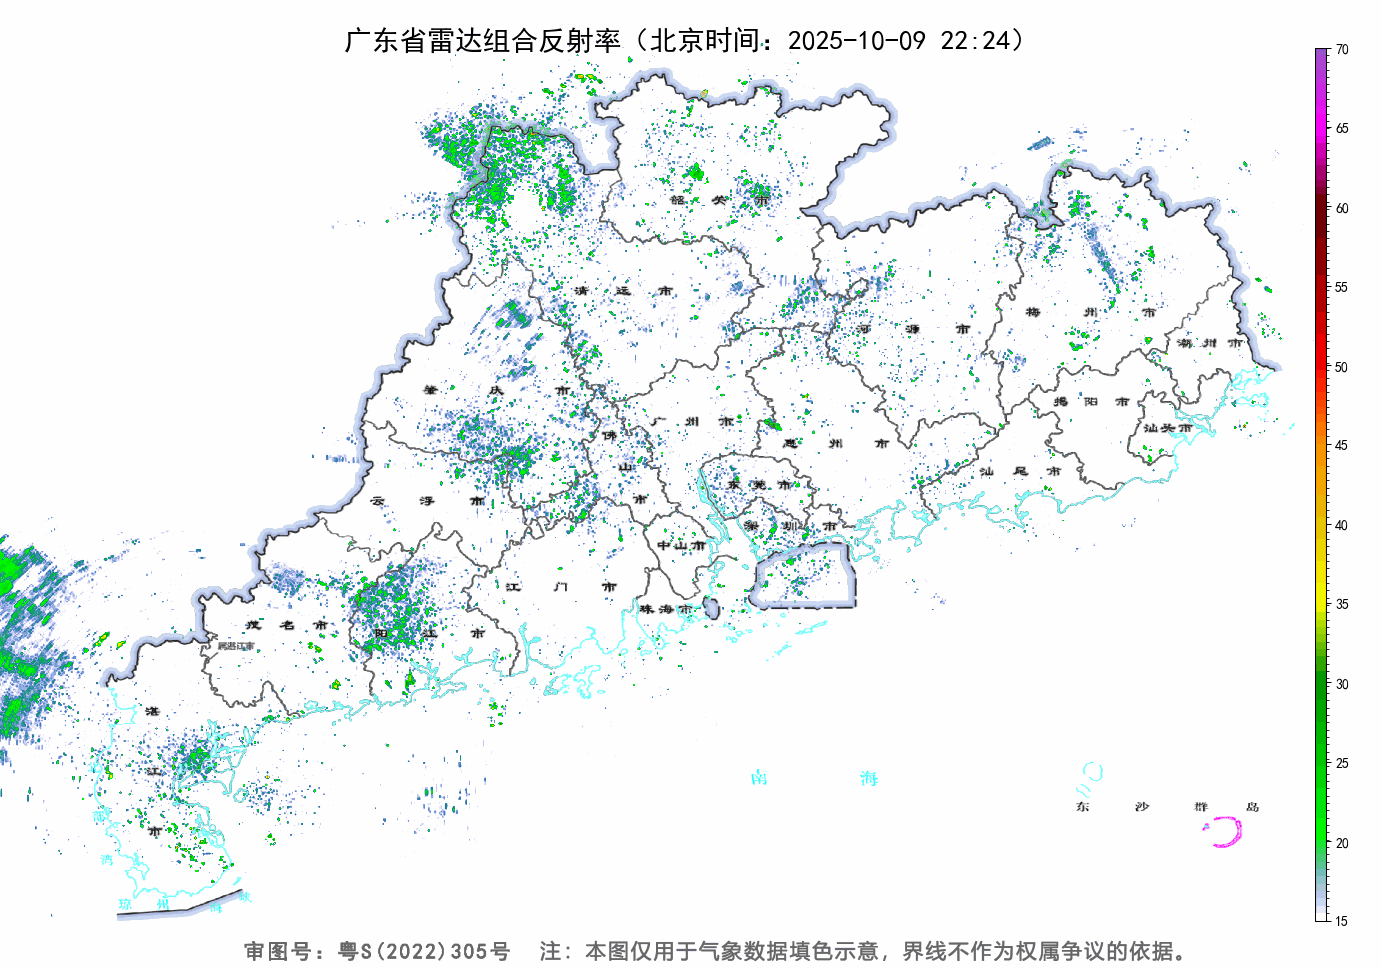 广东省雷达组合反射率（北京时间：2025-10-09 22:24）
70
65
60
55
50
45
40
35
30
25
20
15
韶关市
清远市
河源市
梅州市
潮州市
肇庆市
广州市
佛山市
惠州市
揭阳市
汕头市
汕尾市
云浮市
东莞市
深圳市
中山市
江门市
珠海市
茂名市
阳江市
属湛江市
湛江市
南海
东沙群岛
湾
琼州海峡
审图号：粤S(2022)305号 注：本图仅用于气象数据填色示意，界线不作为权属争议的依据。